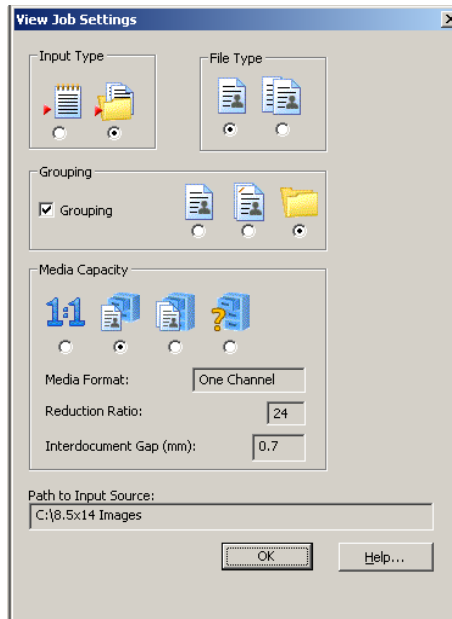 View Job Settings
Input Type
File Type
Grouping
Grouping
Media Capacity
1:1
?
Media Format: One Channel
Reduction Ratio: 24
Interdocument Gap (mm): 0.7
Path to Input Source:
C:\8.5x14 Images
OK Help...